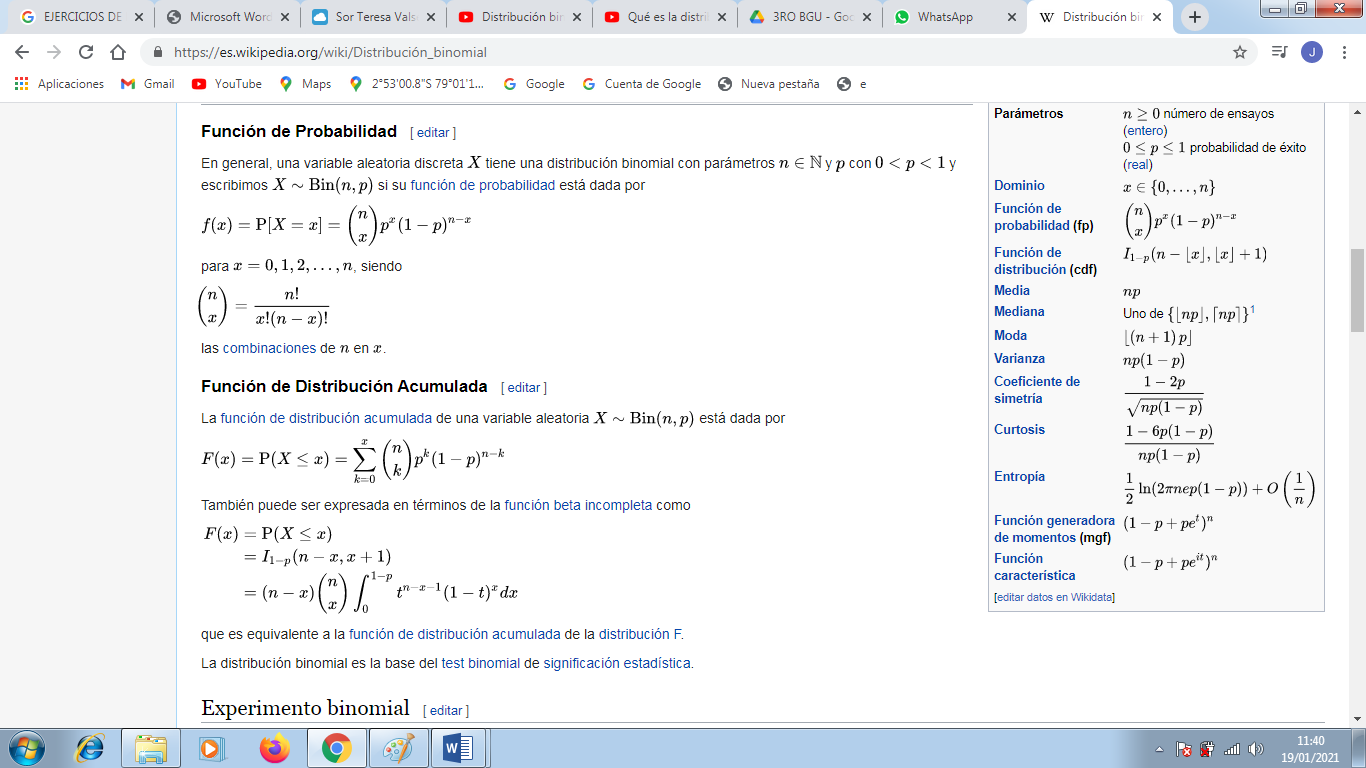 EJERCICIOS DE
Microsoft Word
Sor Teresa Vals
Distribución bin
Qué es la distri
3RO BGU - Goo
WhatsApp
Distribución bin
https://es.wikipedia.org/wiki/Distribución_binomial
J
Aplicaciones
Gmail
YouTube
Maps
2°53'00.8"S 79°01'1...
Google
Cuenta de Google
Nueva pestaña
e
Función de Probabilidad [ editar ]
En general, una variable aleatoria discreta X tiene una distribución binomial con parámetros n ∈ ℕ y p con 0 < p < 1 y
escribimos X ∼ Bin(n, p) si su función de probabilidad está dada por
f(x) = P[X = x] = (n x) p^x (1 − p)^{n−x}
para x = 0, 1, 2, … , n, siendo
(n x) = n! / x!(n − x)!
las combinaciones de n en x.
Función de Distribución Acumulada [ editar ]
La función de distribución acumulada de una variable aleatoria X ∼ Bin(n, p) está dada por
F(x) = P(X ≤ x) = ∑_{k=0}^{x} (n k) p^k (1 − p)^{n−k}
También puede ser expresada en términos de la función beta incompleta como
F(x) = P(X ≤ x)
= I_{1−p}(n − x, x + 1)
= (n − x) (n x) ∫_0^{1−p} t^{n−x−1} (1 − t)^x dx
que es equivalente a la función de distribución acumulada de la distribución F.
La distribución binomial es la base del test binomial de significación estadística.
Experimento binomial [ editar ]
Parámetros n ≥ 0 número de ensayos
(entero)
0 ≤ p ≤ 1 probabilidad de éxito
(real)
Dominio x ∈ {0, … , n}
Función de
probabilidad (fp) (n x) p^x (1 − p)^{n−x}
Función de
distribución (cdf) I_{1−p}(n − ⌊x⌋, ⌊x⌋ + 1)
Media np
Mediana Uno de {⌊np⌋, ⌈np⌉}^1
Moda ⌊(n + 1) p⌋
Varianza np(1 − p)
Coeficiente de
simetría (1 − 2p) / √(np(1 − p))
Curtosis (1 − 6p(1 − p)) / (np(1 − p))
Entropía 1/2 ln(2πnep(1 − p)) + O(1/n)
Función generadora
de momentos (mgf) (1 − p + pe^t)^n
Función
característica (1 − p + pe^{it})^n
[editar datos en Wikidata]
11:40
19/01/2021